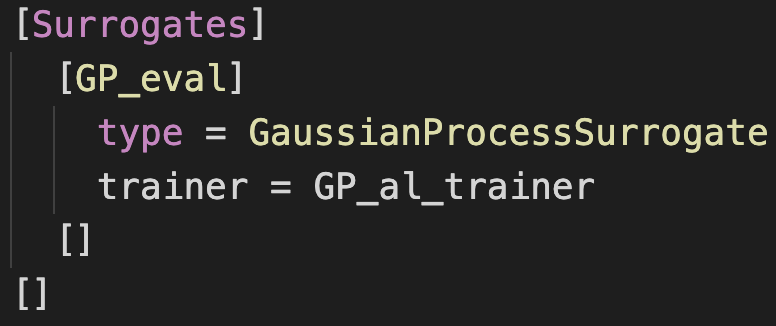 [Surrogates]
  [GP_eval]
    type = GaussianProcessSurrogate
    trainer = GP_al_trainer
  []
[]